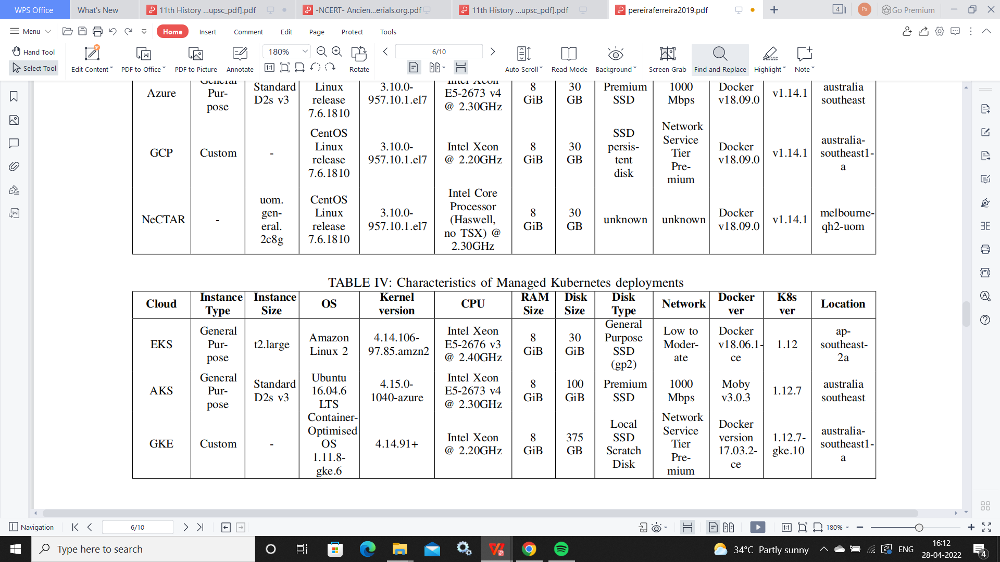 WPS Office
What's New
11th History ...upsc_pdf].pdf
-NCERT- Ancien...erials.org.pdf
11th History ...upsc_pdf].pdf
pereiraferreira2019.pdf
4
Ps
Go Premium
Menu
Home
Insert
Comment
Edit
Page
Protect
Tools
Hand Tool
Select Tool
Edit Content
PDF to Office
PDF to Picture
Annotate
180%
1:1
Rotate
6/10
Auto Scroll
Read Mode
Background
Screen Grab
Find and Replace
Highlight
Note
Azure
General
Pur-
pose
Standard
D2s v3
Linux
release
7.6.1810
3.10.0-
957.10.1.el7
Intel Xeon
E5-2673 v4
@ 2.30GHz
8
GiB
30
GB
Premium
SSD
1000
Mbps
Docker
v18.09.0
v1.14.1
australia
southeast
GCP
Custom
-
CentOS
Linux
release
7.6.1810
3.10.0-
957.10.1.el7
Intel Xeon
@ 2.20GHz
8
GiB
30
GB
SSD
persis-
tent
disk
Network
Service
Tier
Pre-
mium
Docker
v18.09.0
v1.14.1
australia-
southeast1-
a
NeCTAR
-
uom.
gen-
eral.
2c8g
CentOS
Linux
release
7.6.1810
3.10.0-
957.10.1.el7
Intel Core
Processor
(Haswell,
no TSX) @
2.30GHz
8
GiB
30
GB
unknown
unknown
Docker
v18.09.0
v1.14.1
melbourne-
qh2-uom
TABLE IV: Characteristics of Managed Kubernetes deployments
Cloud
Instance
Type
Instance
Size
OS
Kernel
version
CPU
RAM
Size
Disk
Size
Disk
Type
Network
Docker
ver
K8s
ver
Location
EKS
General
Pur-
pose
t2.large
Amazon
Linux 2
4.14.106-
97.85.amzn2
Intel Xeon
E5-2676 v3
@ 2.40GHz
8
GiB
30
GiB
General
Purpose
SSD
(gp2)
Low to
Moder-
ate
Docker
v18.06.1-
ce
1.12
ap-
southeast-
2a
AKS
General
Pur-
pose
Standard
D2s v3
Ubuntu
16.04.6
LTS
4.15.0-
1040-azure
Intel Xeon
E5-2673 v4
@ 2.30GHz
8
GiB
100
GiB
Premium
SSD
1000
Mbps
Moby
v3.0.3
1.12.7
australia
southeast
GKE
Custom
-
Container-
Optimised
OS
1.11.8-
gke.6
4.14.91+
Intel Xeon
@ 2.20GHz
8
GiB
375
GB
Local
SSD
Scratch
Disk
Network
Service
Tier
Pre-
mium
Docker
version
17.03.2-
ce
1.12.7-
gke.10
australia-
southeast1-
a
Navigation
6/10
1:1
180%
Type here to search
34°C Partly sunny
ENG
16:12
28-04-2022
4